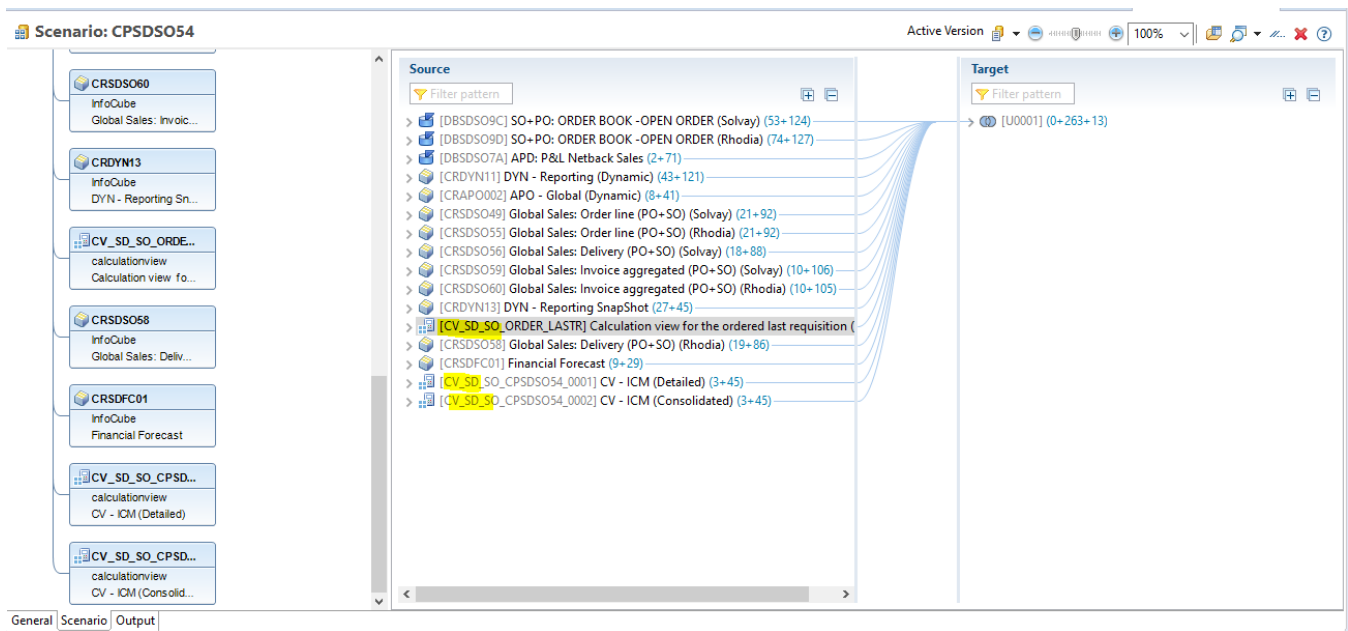 Scenario: CPSDSO54
Active Version
100%
CRSDSO60
InfoCube
Global Sales: Invoic...
CRDYN13
InfoCube
DYN - Reporting Sn...
CV_SD_SO_ORDE...
calculationview
Calculation view fo...
CRSDSO58
InfoCube
Global Sales: Deliv...
CRSDFC01
InfoCube
Financial Forecast
CV_SD_SO_CPSD...
calculationview
CV - ICM (Detailed)
CV_SD_SO_CPSD...
calculationview
CV - ICM (Consolid...
Source
Filter pattern
[DBSDSO9C] SO+PO: ORDER BOOK -OPEN ORDER (Solvay) (53+124)
[DBSDSO9D] SO+PO: ORDER BOOK -OPEN ORDER (Rhodia) (74+127)
[DBSDSO7A] APD: P&L Netback Sales (2+71)
[CRDYN11] DYN - Reporting (Dynamic) (43+121)
[CRAPO002] APO - Global (Dynamic) (8+41)
[CRSDSO49] Global Sales: Order line (PO+SO) (Solvay) (21+92)
[CRSDSO55] Global Sales: Order line (PO+SO) (Rhodia) (21+92)
[CRSDSO56] Global Sales: Delivery (PO+SO) (Solvay) (18+88)
[CRSDSO59] Global Sales: Invoice aggregated (PO+SO) (Solvay) (10+106)
[CRSDSO60] Global Sales: Invoice aggregated (PO+SO) (Rhodia) (10+105)
[CRDYN13] DYN - Reporting SnapShot (27+45)
[CV_SD_SO_ORDER_LASTR] Calculation view for the ordered last requisition (
[CRSDSO58] Global Sales: Delivery (PO+SO) (Rhodia) (19+86)
[CRSDFC01] Financial Forecast (9+29)
[CV_SD_SO_CPSDSO54_0001] CV - ICM (Detailed) (3+45)
[CV_SD_SO_CPSDSO54_0002] CV - ICM (Consolidated) (3+45)
Target
Filter pattern
[U0001] (0+263+13)
General Scenario Output